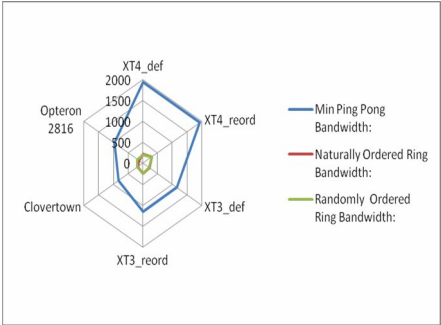 XT4_def
2000
1500
1000
500
0
XT4_reord
XT3_def
XT3_reord
Clovertown
Opteron
2816
Min Ping Pong
Bandwidth:
Naturally Ordered Ring
Bandwidth:
Randomly Ordered
Ring Bandwidth: